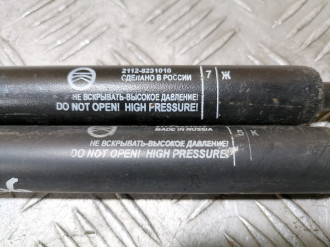 2112-8231010
СДЕЛАНО В РОССИИ
7 Ж
НЕ ВСКРЫВАТЬ-ВЫСОКОЕ ДАВЛЕНИЕ!
DO NOT OPEN! HIGH PRESSURE!
MADE IN RUSSIA
5 К
НЕ ВСКРЫВАТЬ-ВЫСОКОЕ ДАВЛЕНИЕ!
DO NOT OPEN! HIGH PRESSURE!